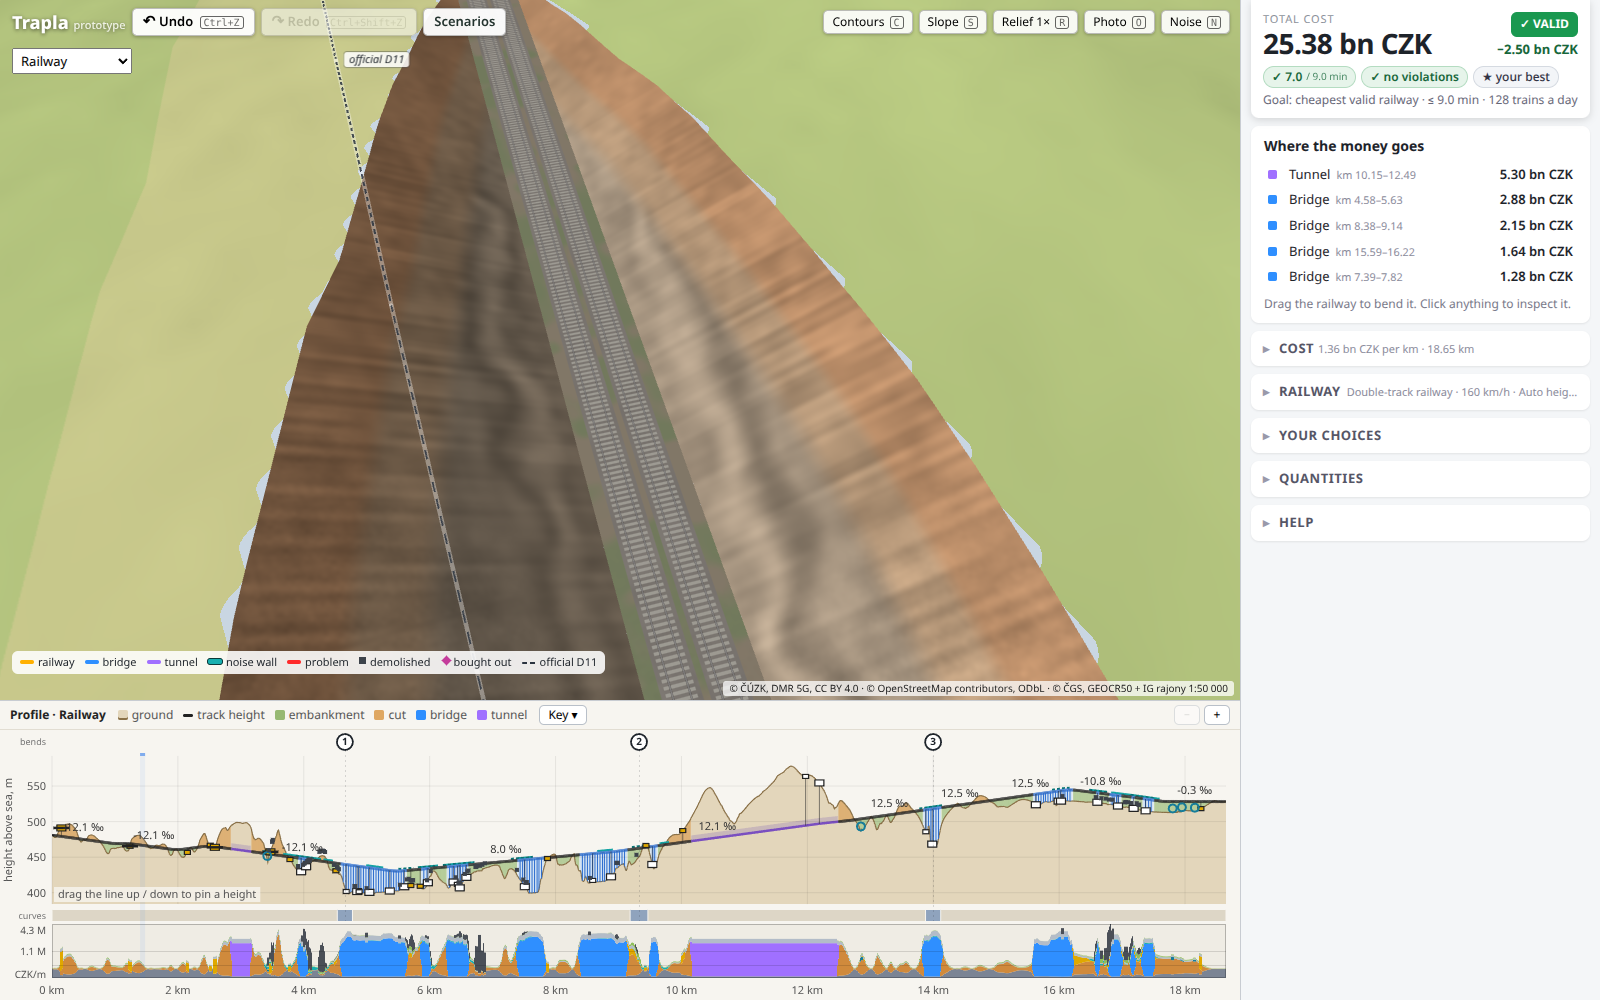 Trapla prototype
↶ Undo Ctrl+Z
↷ Redo Ctrl+Shift+Z
Scenarios
Contours C
Slope S
Relief 1× R
Photo O
Noise N
Railway
official D11
railway
bridge
tunnel
noise wall
problem
demolished
bought out
official D11
© ČÚZK, DMR 5G, CC BY 4.0 · © OpenStreetMap contributors, ODbL · © ČGS, GEOCR50 + IG rajony 1:50 000
TOTAL COST
✓ VALID
25.38 bn CZK
−2.50 bn CZK
✓ 7.0 / 9.0 min
✓ no violations
★ your best
Goal: cheapest valid railway · ≤ 9.0 min · 128 trains a day
Where the money goes
Tunnel km 10.15–12.49 5.30 bn CZK
Bridge km 4.58–5.63 2.88 bn CZK
Bridge km 8.38–9.14 2.15 bn CZK
Bridge km 15.59–16.22 1.64 bn CZK
Bridge km 7.39–7.82 1.28 bn CZK
Drag the railway to bend it. Click anything to inspect it.
▸ COST 1.36 bn CZK per km · 18.65 km
▸ RAILWAY Double-track railway · 160 km/h · Auto heig…
▸ YOUR CHOICES
▸ QUANTITIES
▸ HELP
Profile · Railway
ground
track height
embankment
cut
bridge
tunnel
Key ▾
−
+
bends
1
2
3
height above sea, m
550
500
450
400
-12.1 ‰
-12.1 ‰
8.0 ‰
12.1 ‰
12.5 ‰
12.5 ‰
12.5 ‰
-10.8 ‰
-0.3 ‰
drag the line up / down to pin a height
curves
4.3 M
1.1 M
CZK/m
0 km
2 km
4 km
6 km
8 km
10 km
12 km
14 km
16 km
18 km